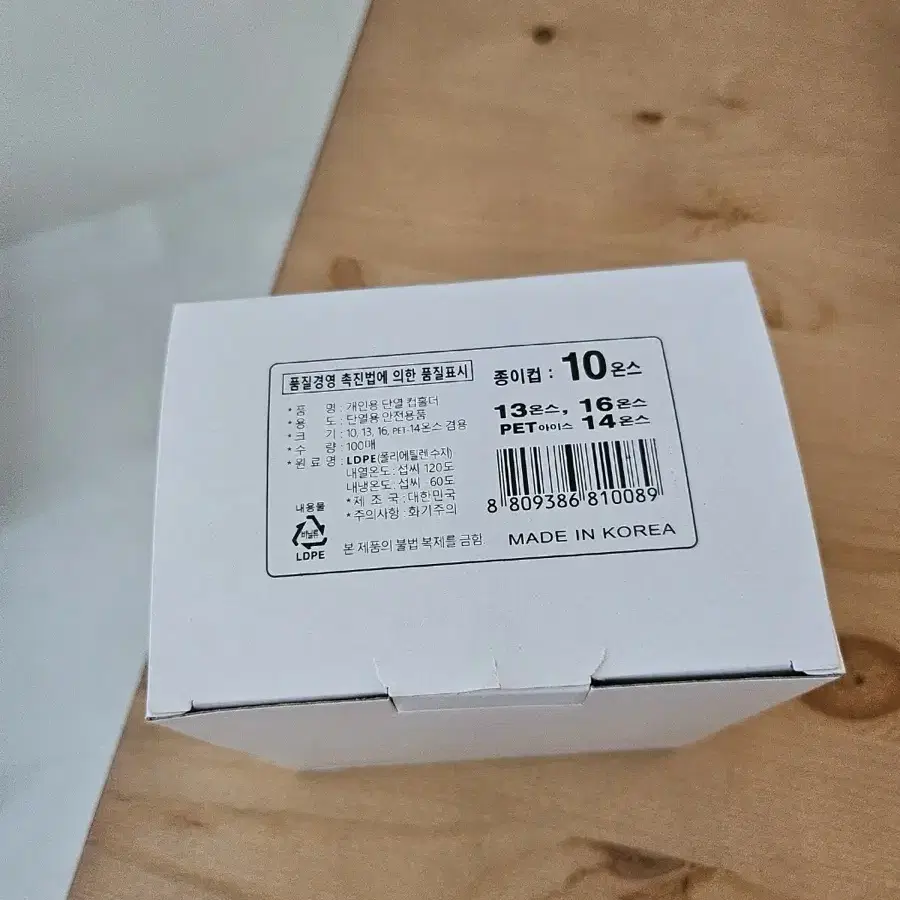 품질경영 촉진법에 의한 품질표시
* 품 명 : 개인용 단열 컵홀더
* 용 도 : 단열용 안전용품
* 크 기 : 10, 13, 16, PET-14온스 겸용
* 수 량 : 100매
* 원 료 명 : LDPE(폴리에틸렌 수지)
내열온도 : 섭씨 120도
내냉온도 : 섭씨 60도
* 제 조 국 : 대한민국
* 주의사항 : 화기주의
내용물
비닐류
LDPE
본 제품의 불법 복제를 금함
종이컵 : 10온스
13온스, 16온스
PET아이스 14온스
8 809386 810089
MADE IN KOREA